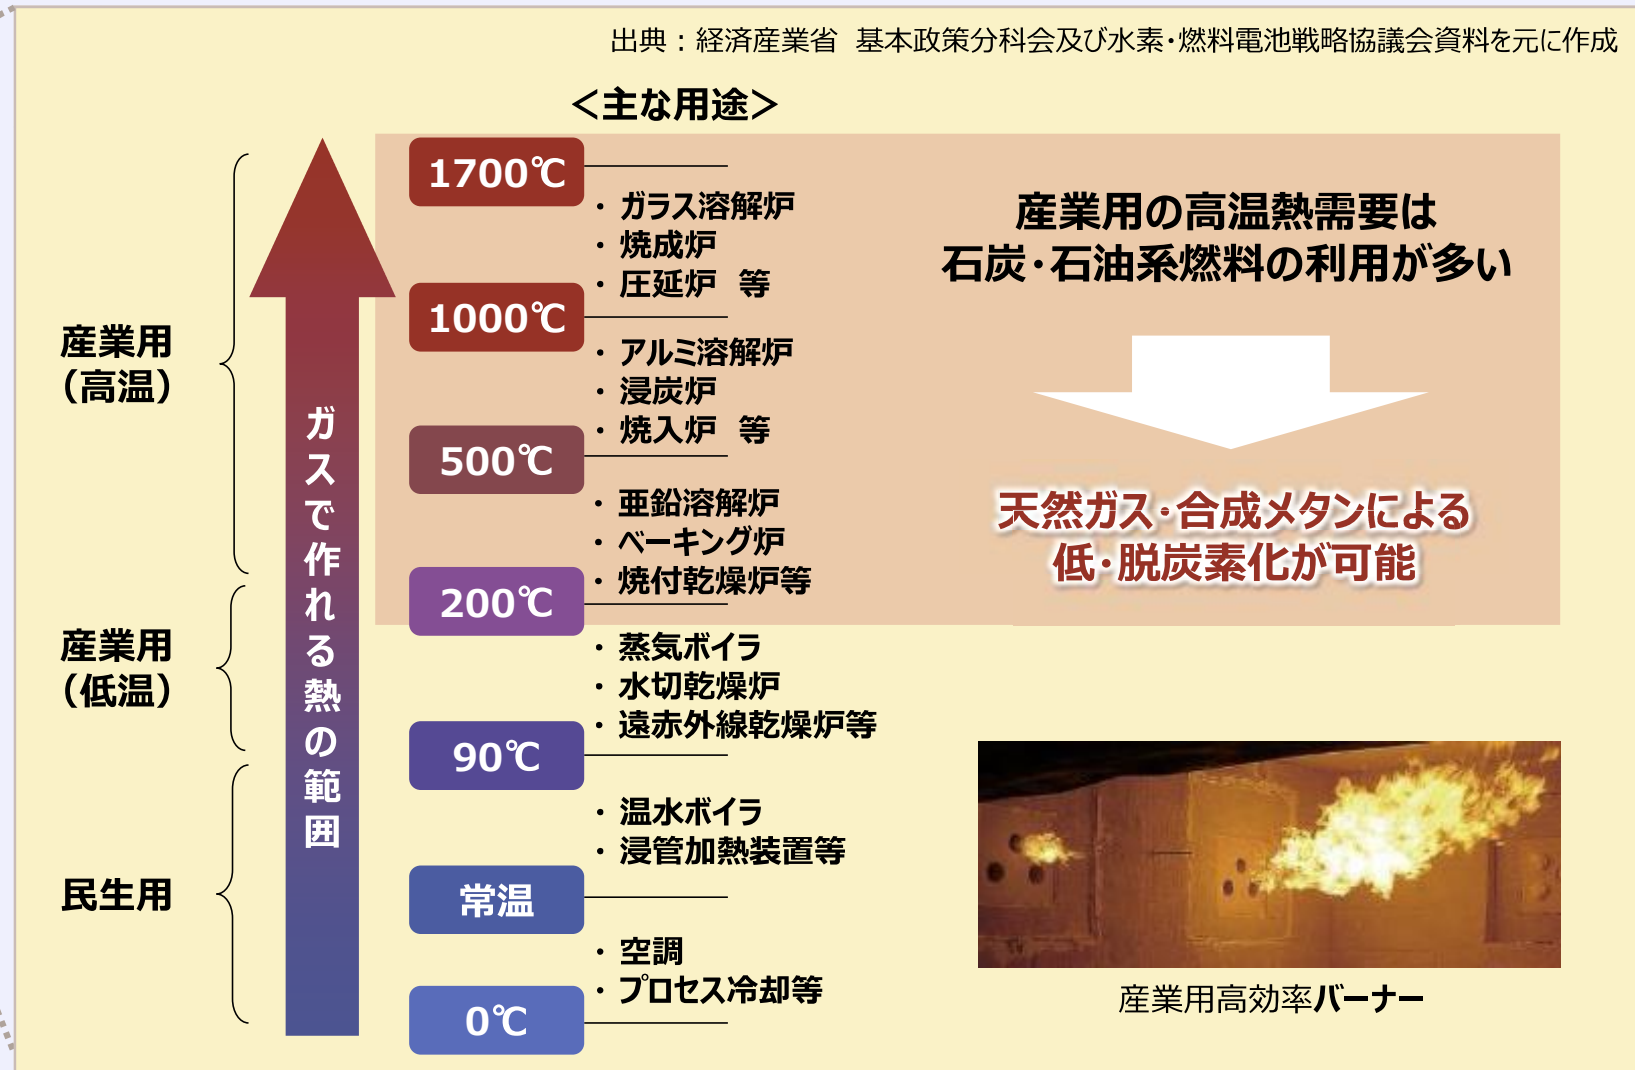 出典：経済産業省　基本政策分科会及び水素・燃料電池戦略協議会資料を元に作成
＜主な用途＞
1700℃
・ ガラス溶解炉
・ 焼成炉
・ 圧延炉　等
1000℃
・ アルミ溶解炉
・ 浸炭炉
・ 焼入炉　等
500℃
・ 亜鉛溶解炉
・ ベーキング炉
・ 焼付乾燥炉等
200℃
・ 蒸気ボイラ
・ 水切乾燥炉
・ 遠赤外線乾燥炉等
90℃
・ 温水ボイラ
・ 浸管加熱装置等
常温
・ 空調
・ プロセス冷却等
0℃
産業用
（高温）
産業用
（低温）
民生用
ガスで作れる熱の範囲
産業用の高温熱需要は
石炭・石油系燃料の利用が多い
天然ガス・合成メタンによる
低・脱炭素化が可能
産業用高効率バーナー